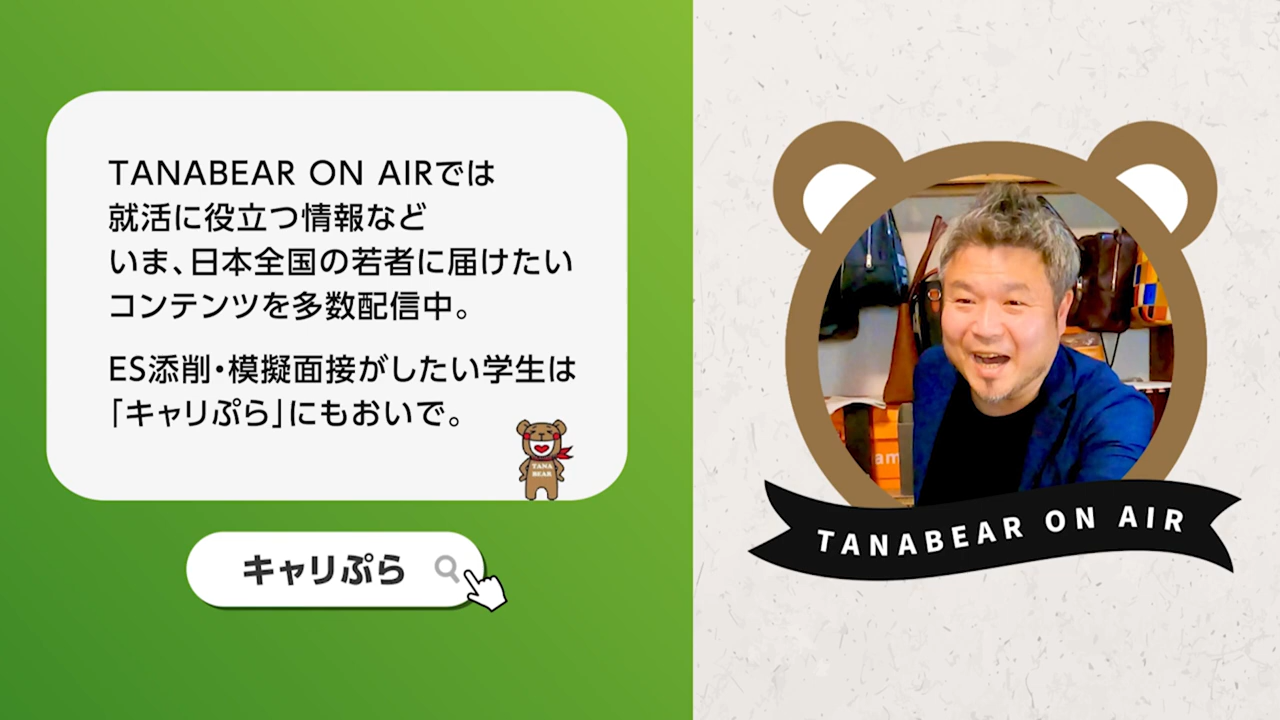 TANABEAR ON AIRでは
就活に役立つ情報など
いま、日本全国の若者に届けたい
コンテンツを多数配信中。
ES添削・模擬面接がしたい学生は
「キャリぷら」にもおいで。
TANA
BEAR
キャリぷら
am
TANABEAR ON AIR